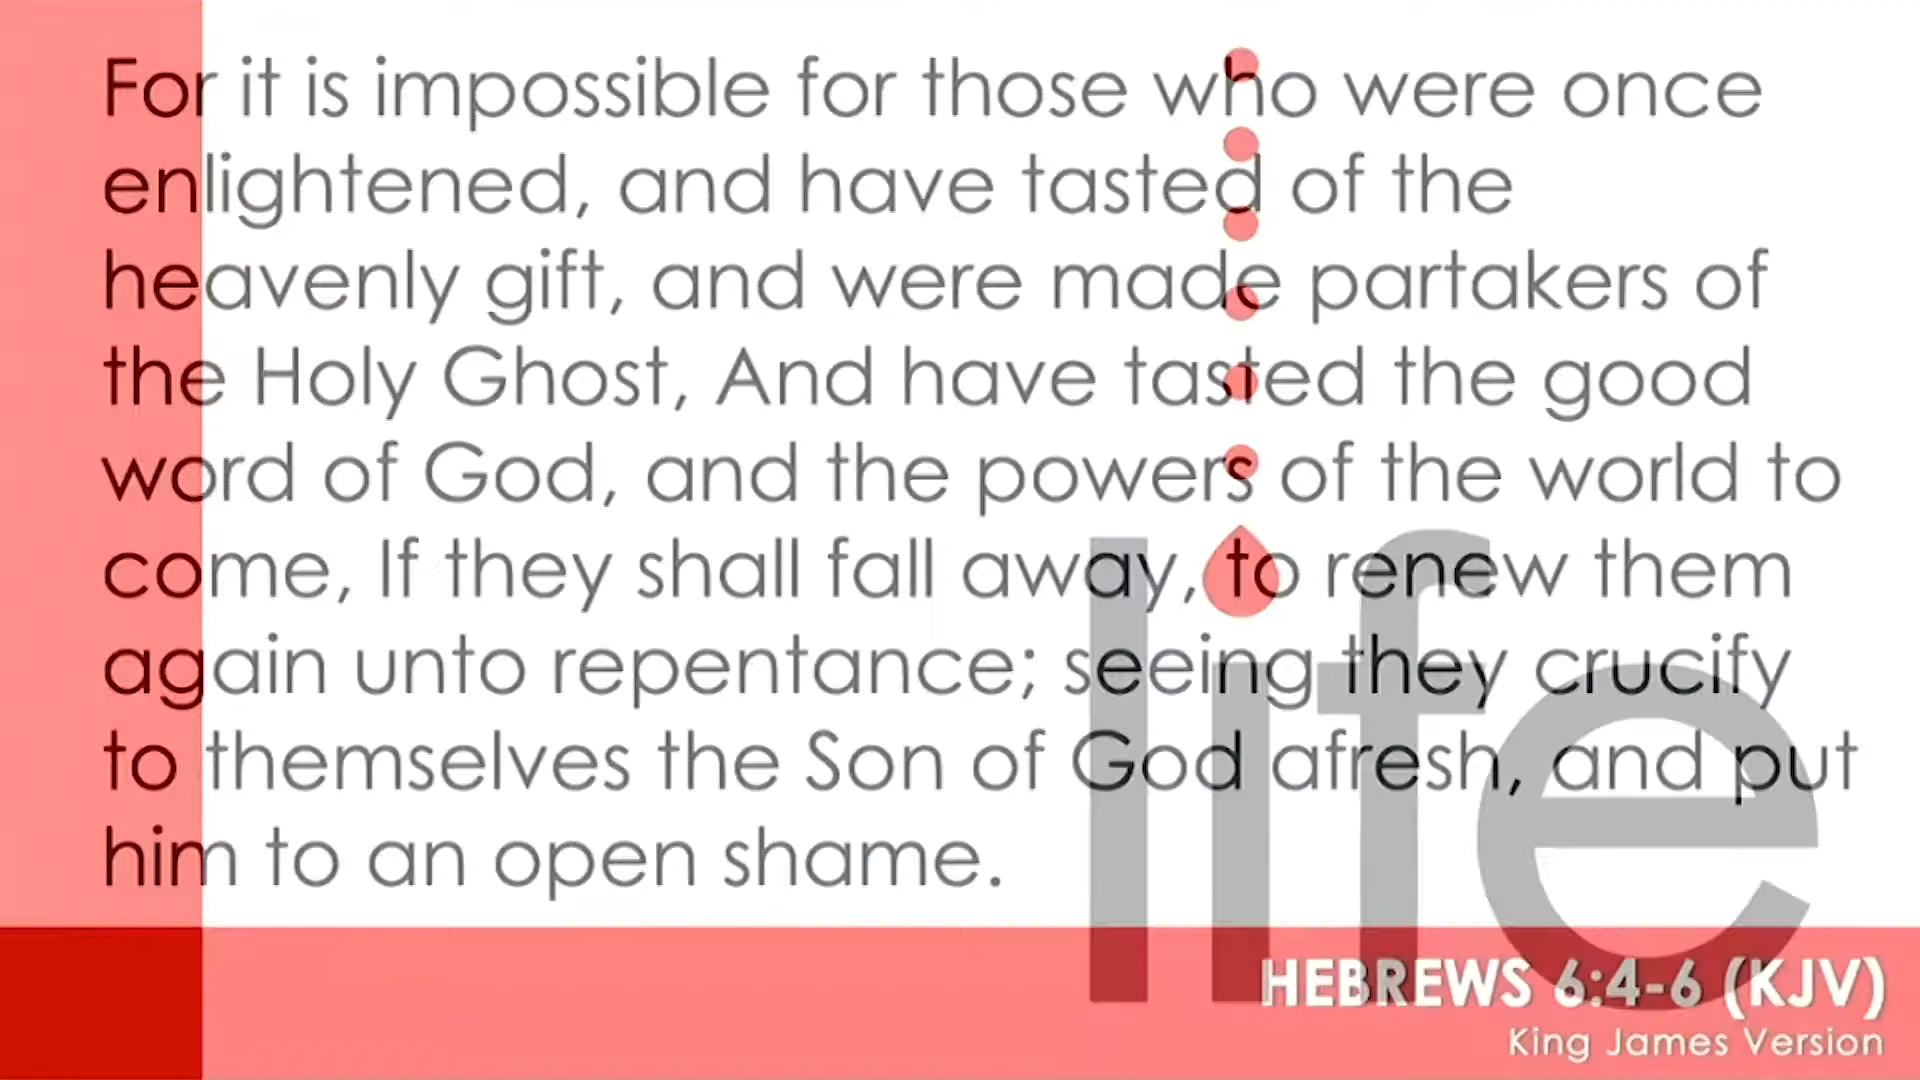 For it is impossible for those who were once
enlightened, and have tasted of the
heavenly gift, and were made partakers of
the Holy Ghost, And have tasted the good
word of God, and the powers of the world to
come, If they shall fall away, to renew them
again unto repentance; seeing they crucify
to themselves the Son of God afresh, and put
him to an open shame.
life
HEBREWS 6:4-6 (KJV)
King James Version